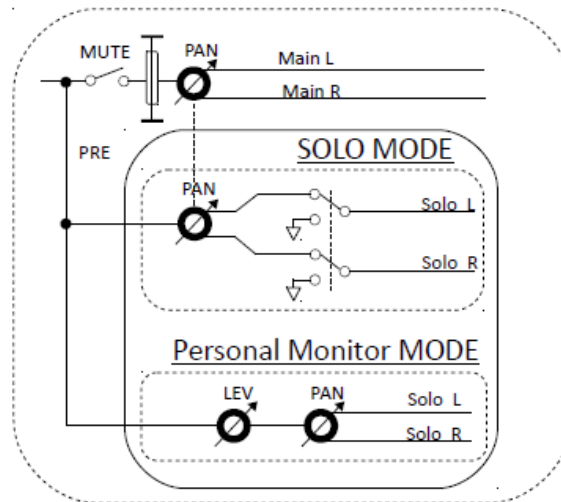 MUTE
PAN
Main L
Main R
PRE
SOLO MODE
PAN
Solo L
Solo R
Personal Monitor MODE
LEV
PAN
Solo L
Solo R